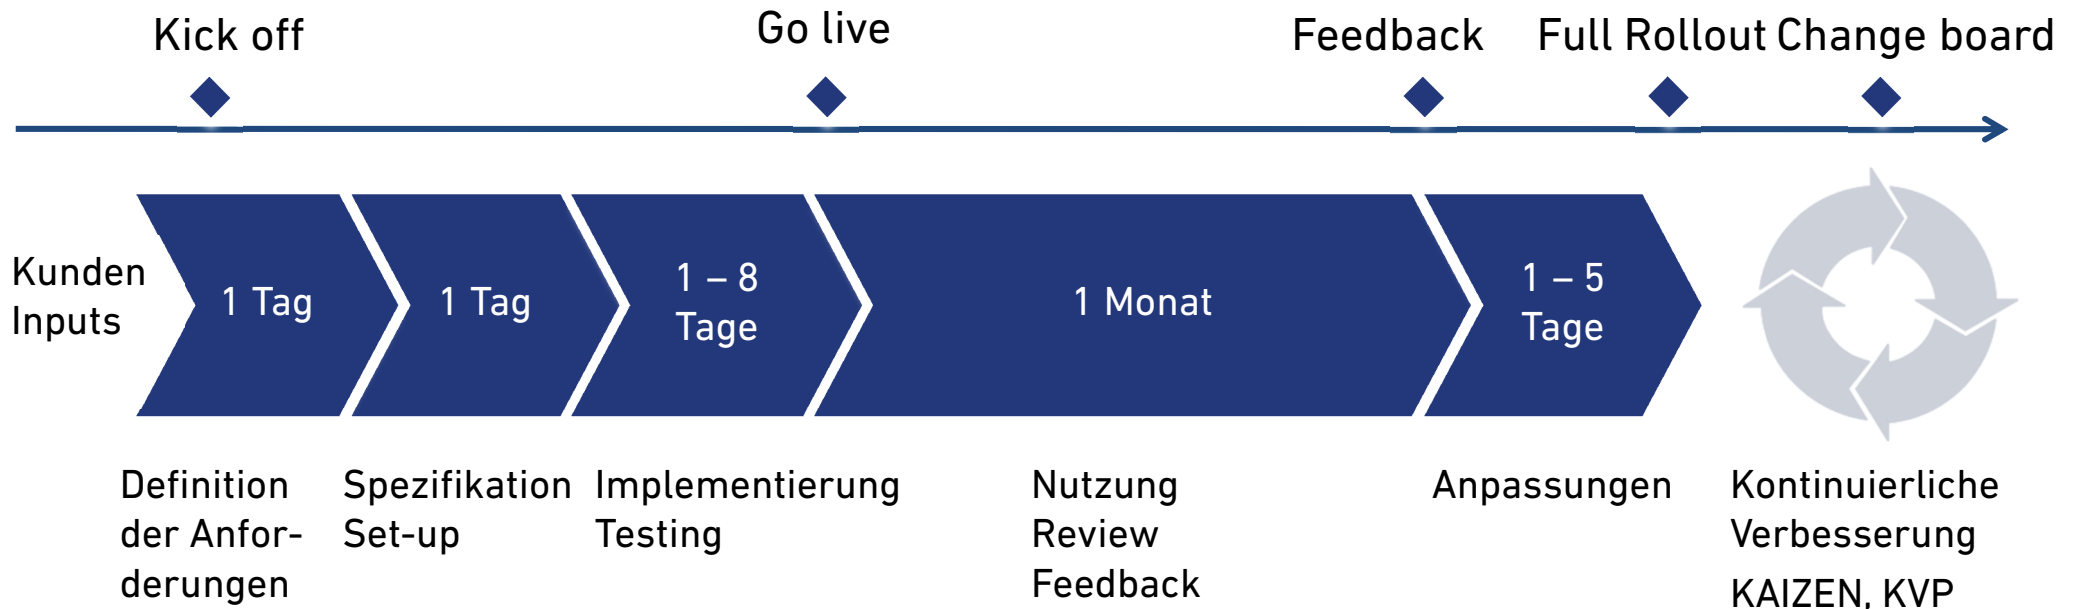 Kick off
Go live
Feedback
Full Rollout
Change board
Kunden
Inputs
1 Tag
1 Tag
1 – 8
Tage
1 Monat
1 – 5
Tage
Definition
der Anfor-
derungen
Spezifikation
Set-up
Implementierung
Testing
Nutzung
Review
Feedback
Anpassungen
Kontinuierliche
Verbesserung
KAIZEN, KVP